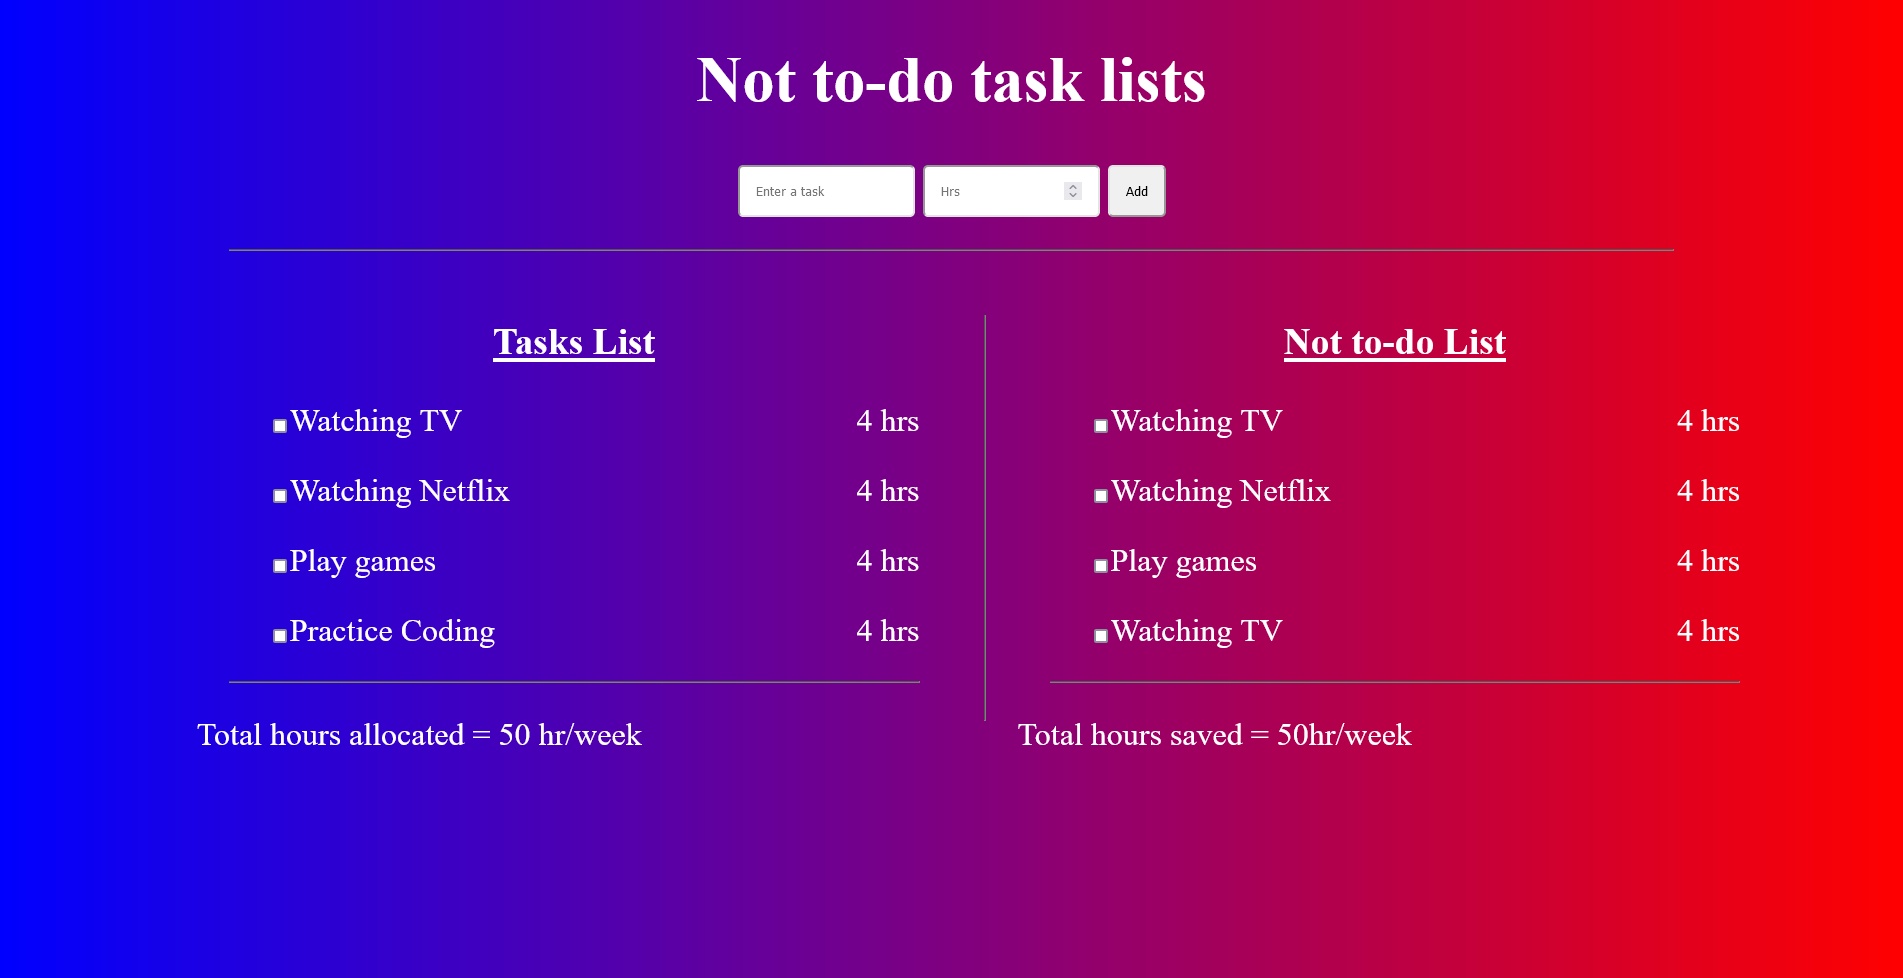 Not to-do task lists
Enter a task Hrs Add
Tasks List
Watching TV 4 hrs
Watching Netflix 4 hrs
Play games 4 hrs
Practice Coding 4 hrs
Total hours allocated = 50 hr/week
Not to-do List
Watching TV 4 hrs
Watching Netflix 4 hrs
Play games 4 hrs
Watching TV 4 hrs
Total hours saved = 50hr/week